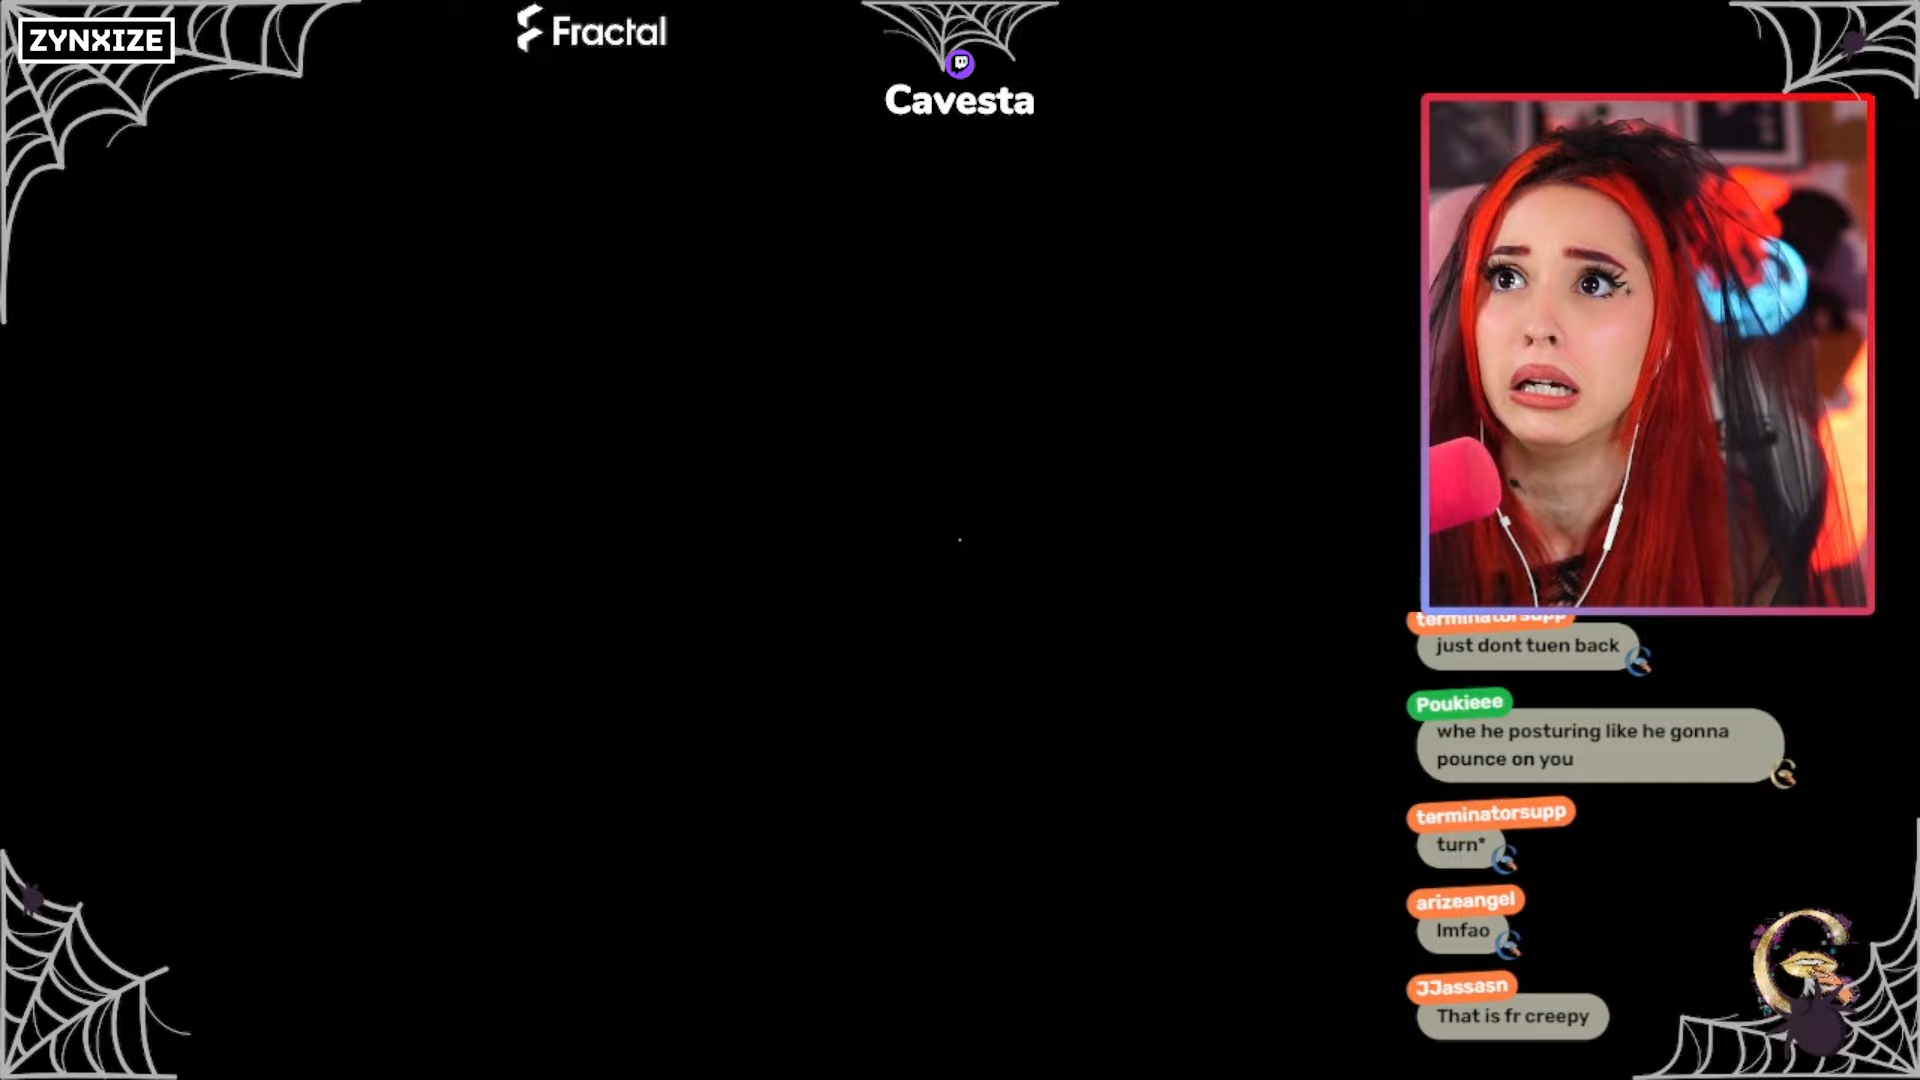 ZYNXIZE
Fractal
Cavesta
terminatorsupp
just dont tuen back
Poukieee
whe he posturing like he gonna
pounce on you
terminatorsupp
turn*
arizeangel
lmfao
JJassasn
That is fr creepy